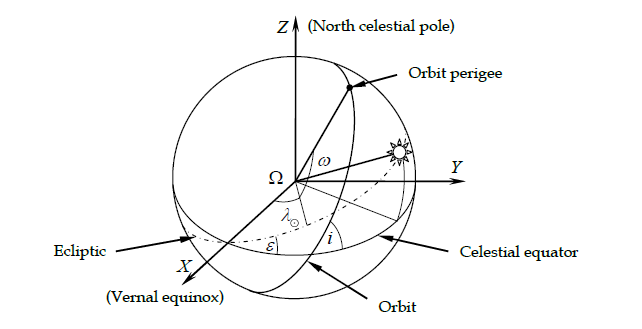 Z (North celestial pole)
Orbit perigee
ω
Y
Ω
λ☉
Ecliptic
ε
i
Celestial equator
X
(Vernal equinox)
Orbit